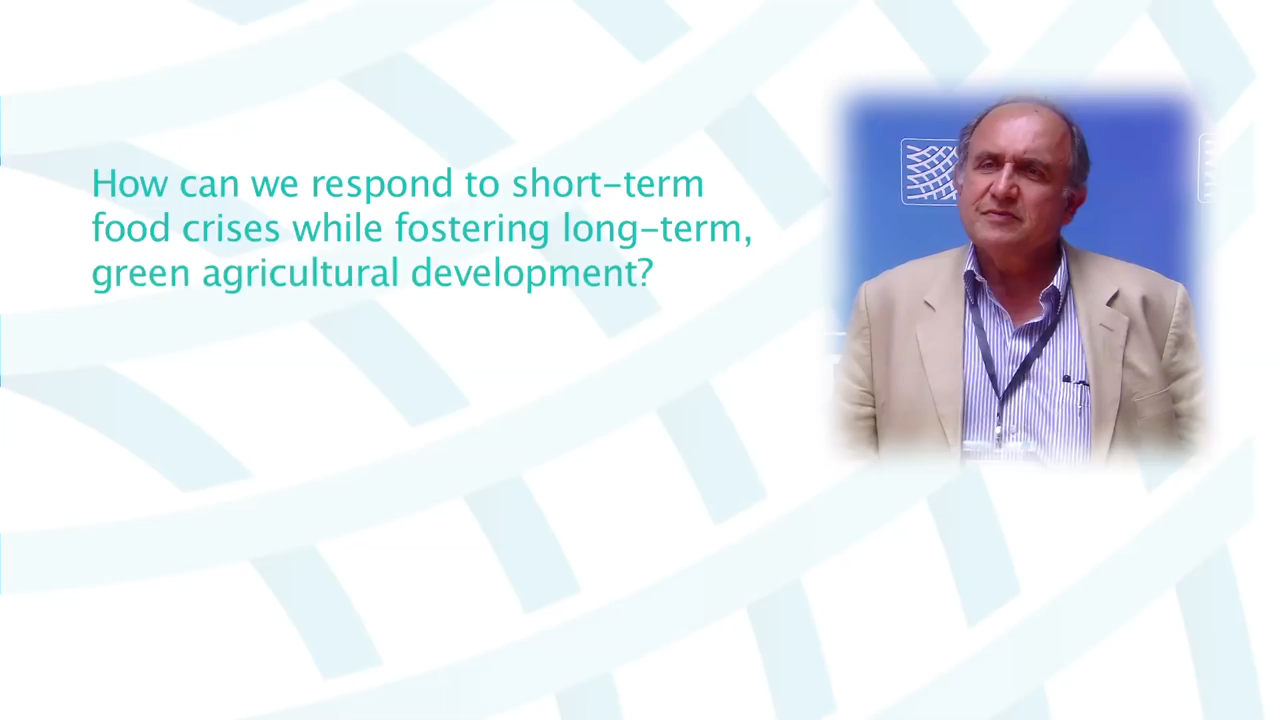 How can we respond to short-term
food crises while fostering long-term,
green agricultural development?